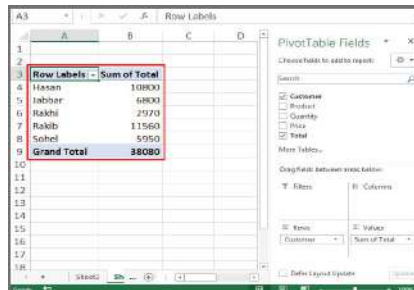 A3
Row Labels
A B C D
1
2
3 Row Labels Sum of Total
4 Hasan 10800
5 Jabbar 6800
6 Rakhi 2970
7 Rakib 11560
8 Sohel 5950
9 Grand Total 38080
10
11
12
13
14
15
16
17
18
Sheet2 Sh ...
PivotTable Fields
Choose fields to add to report:
Search
Customer
Product
Quantity
Price
Total
More Tables...
Drag fields between areas below:
Filters Columns
Rows Values
Customer Sum of Total
Defer Layout Update